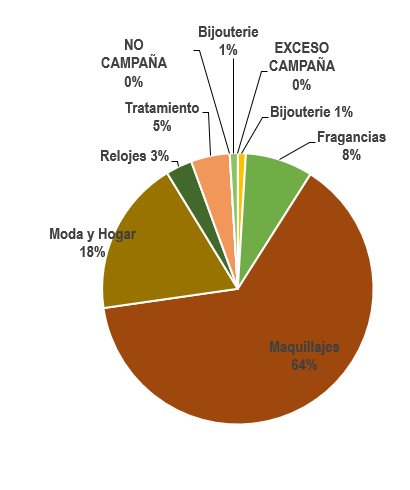 Bijouterie
1%
NO
CAMPAÑA
0%
EXCESO
CAMPAÑA
0%
Tratamiento
5%
Bijouterie 1%
Fragancias
8%
Relojes 3%
Moda y Hogar
18%
Maquillajes
64%